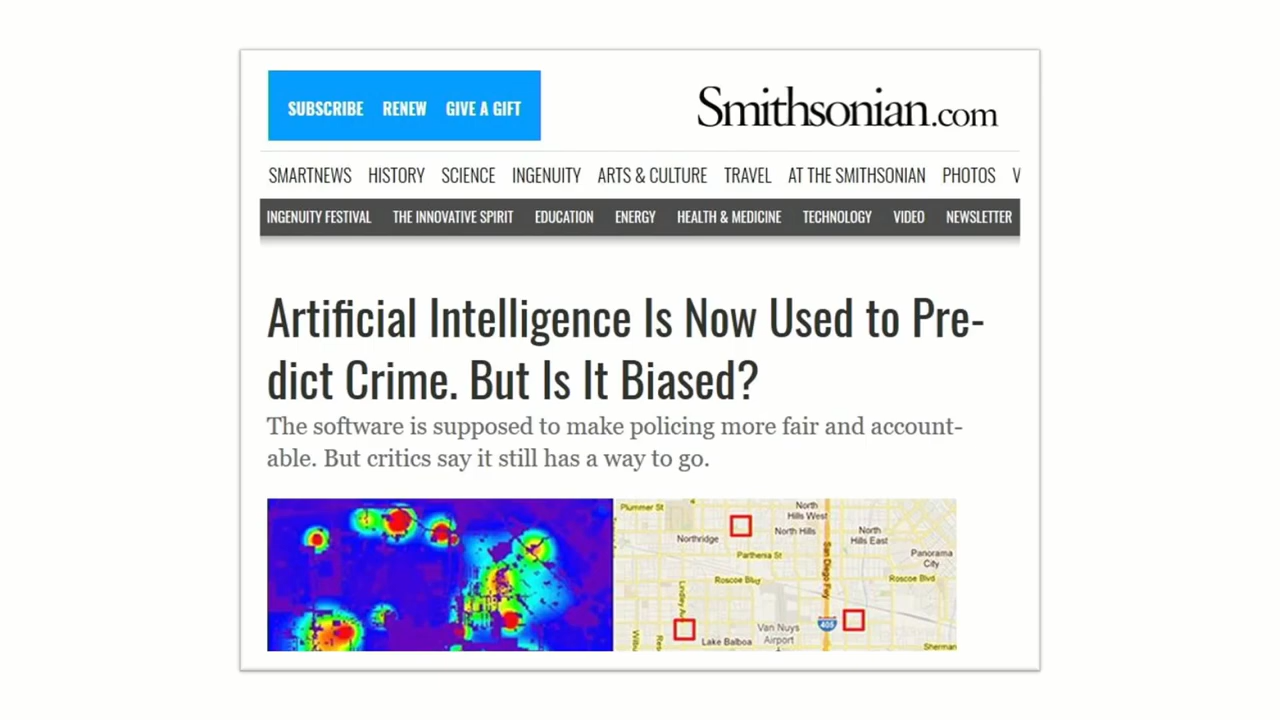 SUBSCRIBE RENEW GIVE A GIFT
Smithsonian.com
SMARTNEWS HISTORY SCIENCE INGENUITY ARTS & CULTURE TRAVEL AT THE SMITHSONIAN PHOTOS V
INGENUITY FESTIVAL THE INNOVATIVE SPIRIT EDUCATION ENERGY HEALTH & MEDICINE TECHNOLOGY VIDEO NEWSLETTER
Artificial Intelligence Is Now Used to Pre-
dict Crime. But Is It Biased?
The software is supposed to make policing more fair and account-
able. But critics say it still has a way to go.
Plummer St
North
Hills West
Northridge
North Hills
North
Hills East
Parthenia St
Panorama
City
Roscoe Blvd
Roscoe Blvd
San Diego Fwy
Lindley Av
405
Van Nuys
Airport
Lake Balboa
Sherman